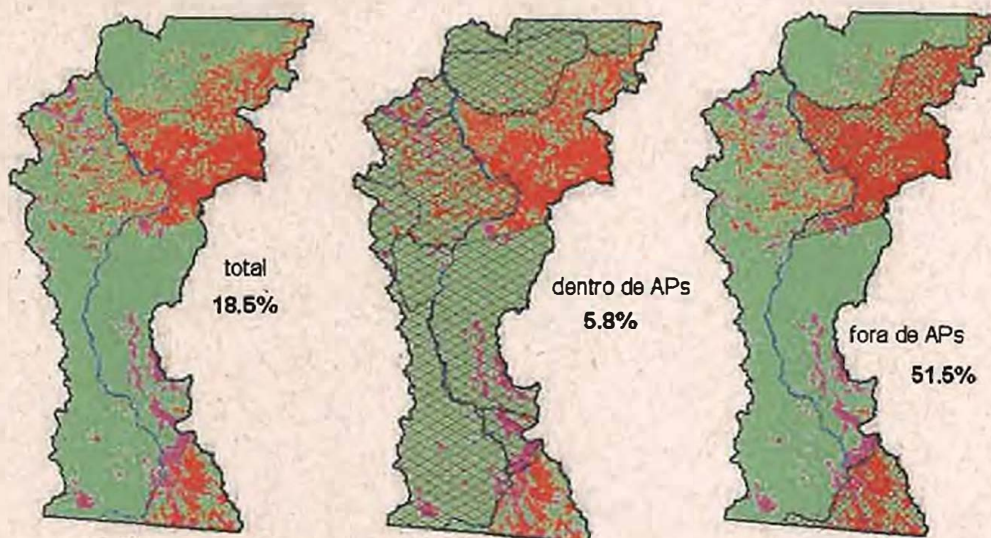 total
18.5%
dentro de APs
5.8%
fora de APs
51.5%